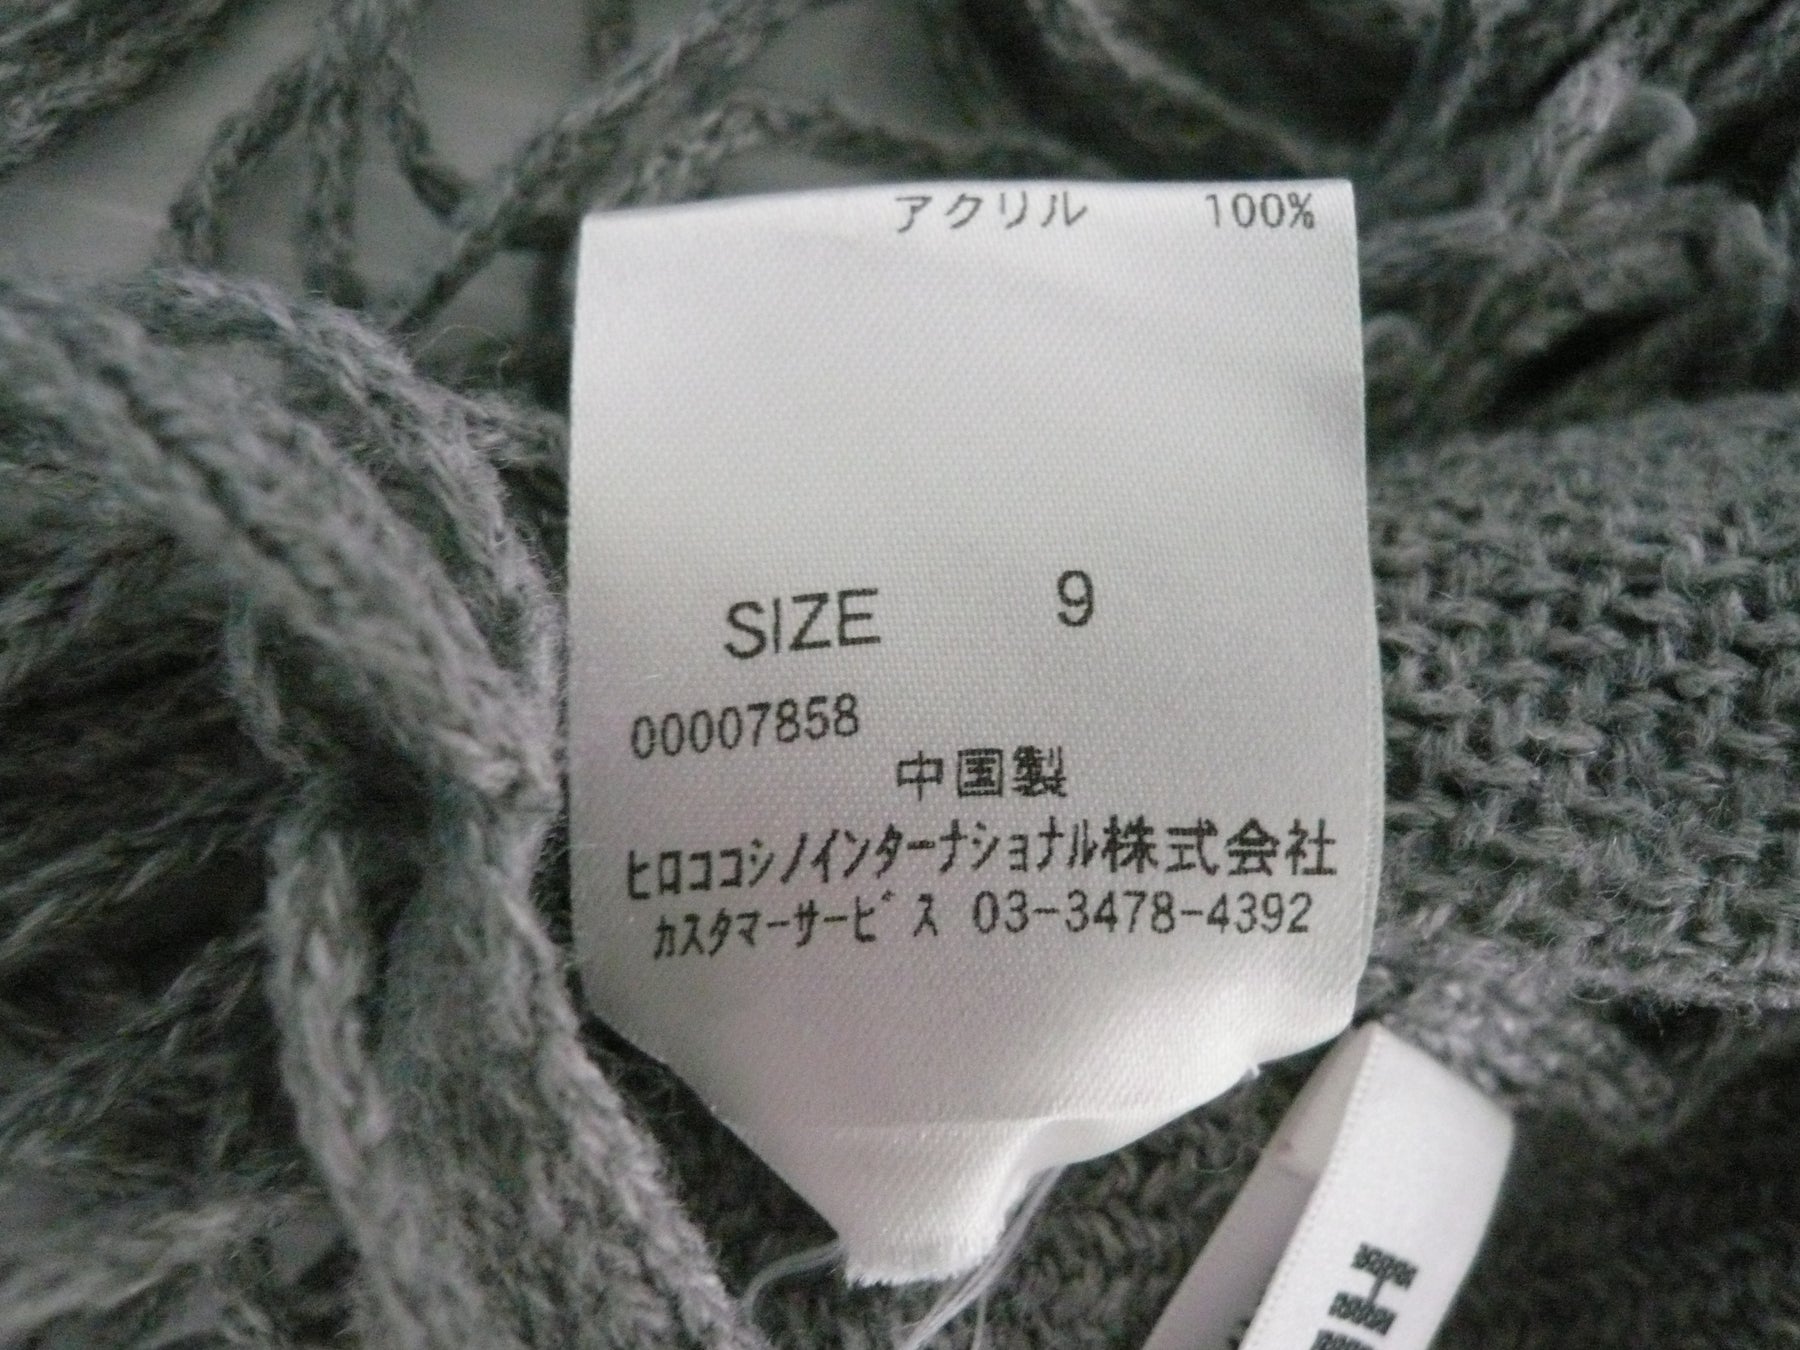 アクリル 100%
SIZE 9
00007858
中国製
ヒロココシノインターナショナル株式会社
カスタマーサービス 03-3478-4392